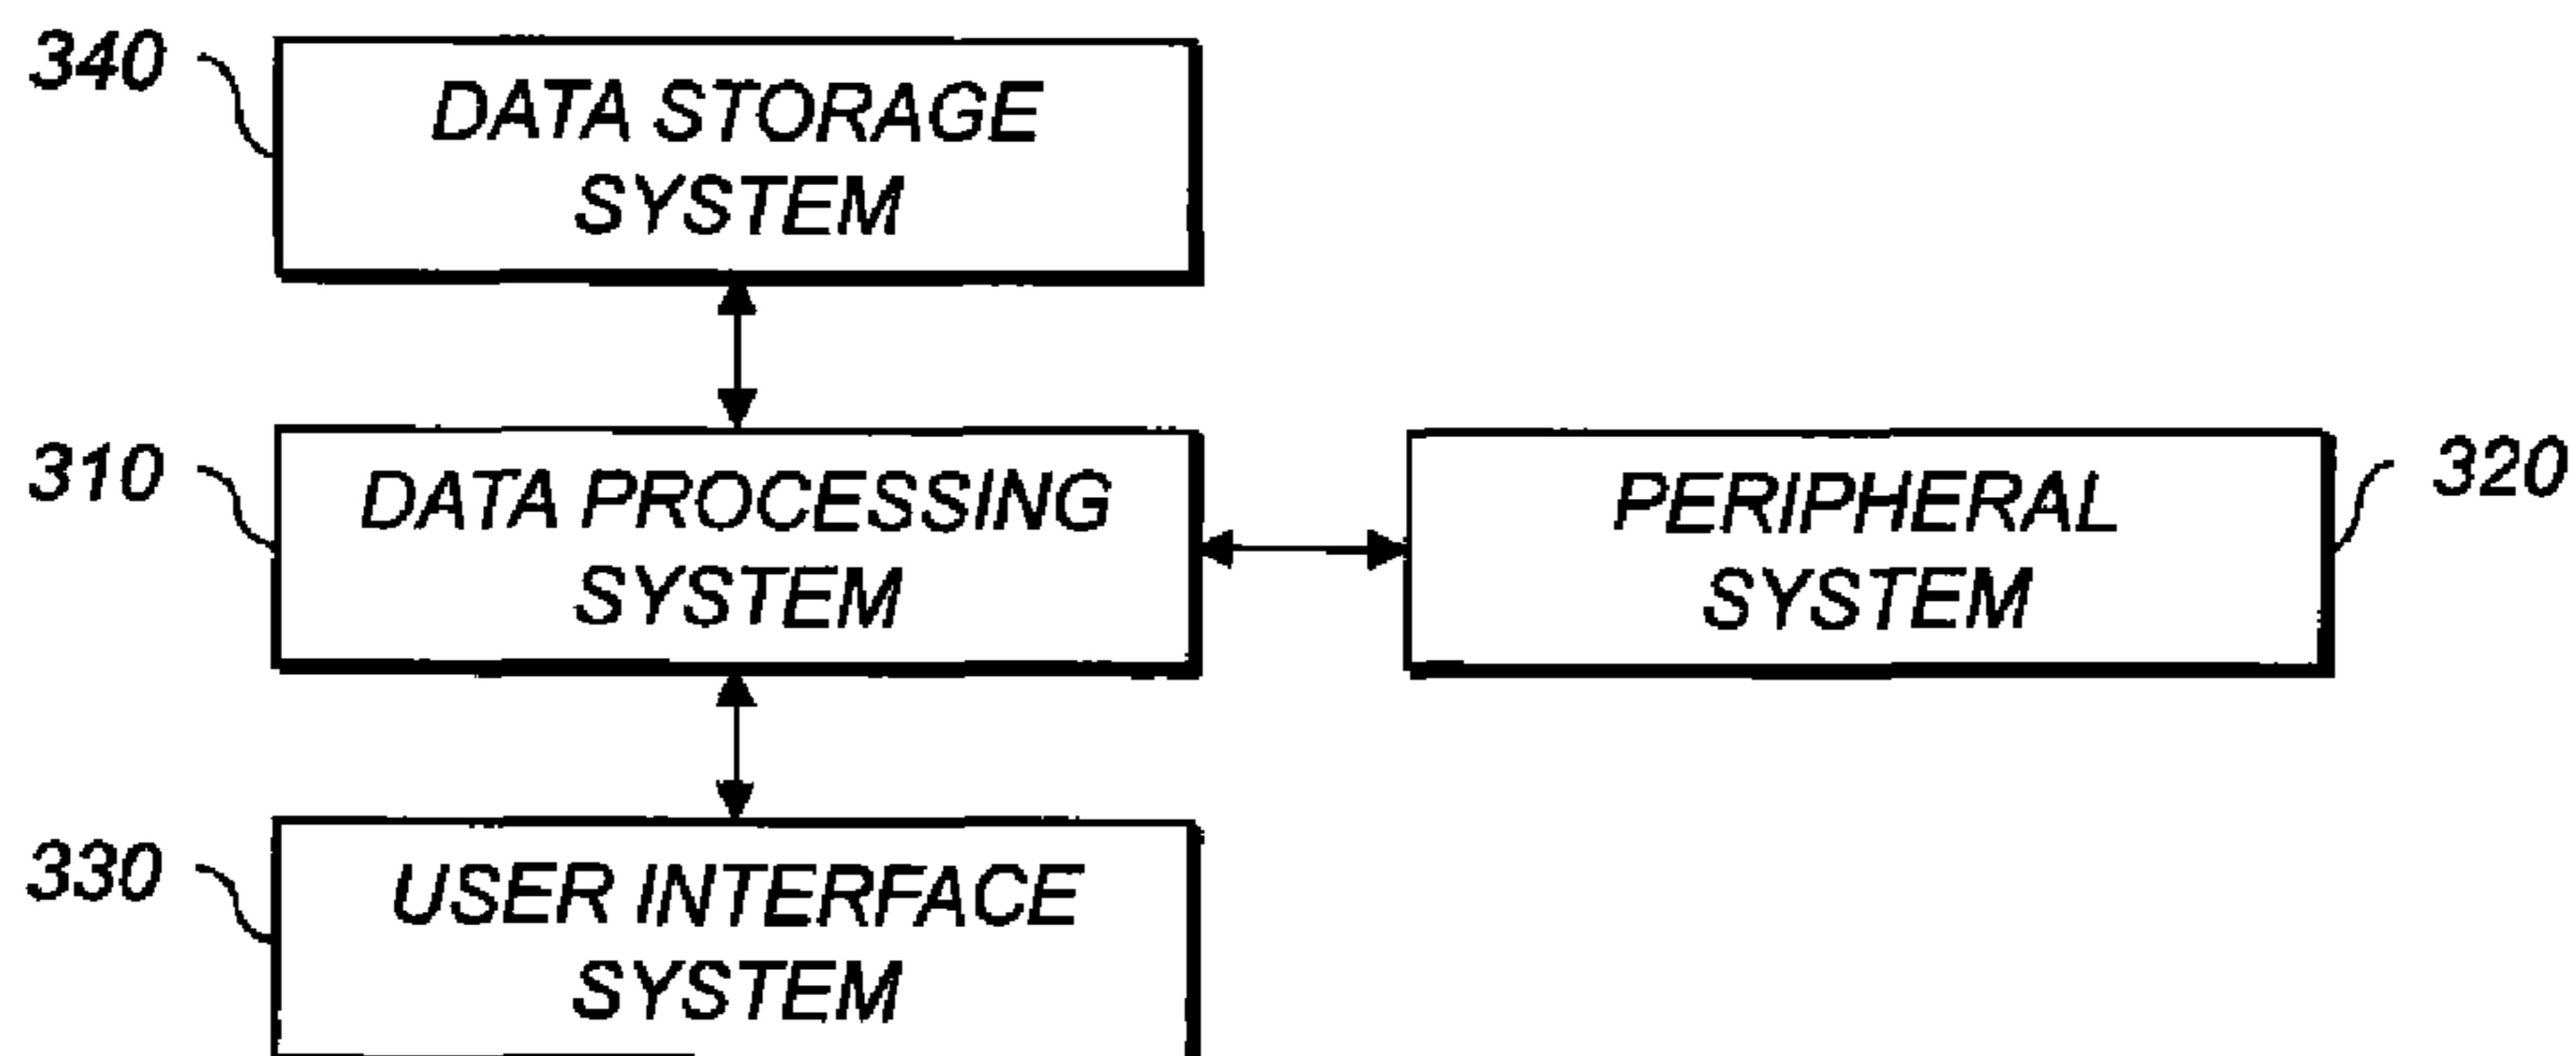 340
DATA STORAGE
SYSTEM
310
DATA PROCESSING
SYSTEM
PERIPHERAL
SYSTEM
320
330
USER INTERFACE
SYSTEM